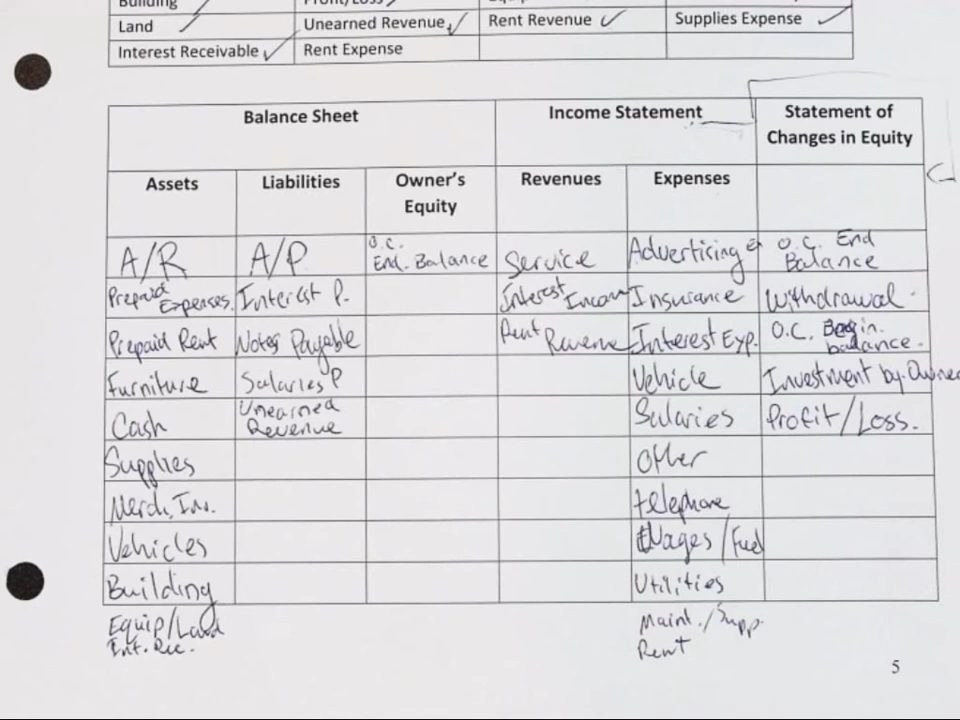 Building Profit/Loss
Land Unearned Revenue Rent Revenue Supplies Expense
Interest Receivable Rent Expense
Balance Sheet Income Statement Statement of
Changes in Equity
Assets Liabilities Owner's Revenues Expenses
Equity
A/R A/P O.C. End. Balance Service Advertising O.C. End Balance
Prepaid Expenses. Interest P. Interest Income Insurance Withdrawal.
Prepaid Rent Notes Payable Rent Revenue Interest Exp. O.C. Begin. balance.
Furniture Salaries P Vehicle Investment by. Owner
Cash Unearned Revenue Salaries Profit/Loss.
Supplies Other
Merch. Inv. telephone
Vehicles Wages / Fuel
Building Utilities
Equip/Land Maint./Supp.
Int. Rec. Rent
5